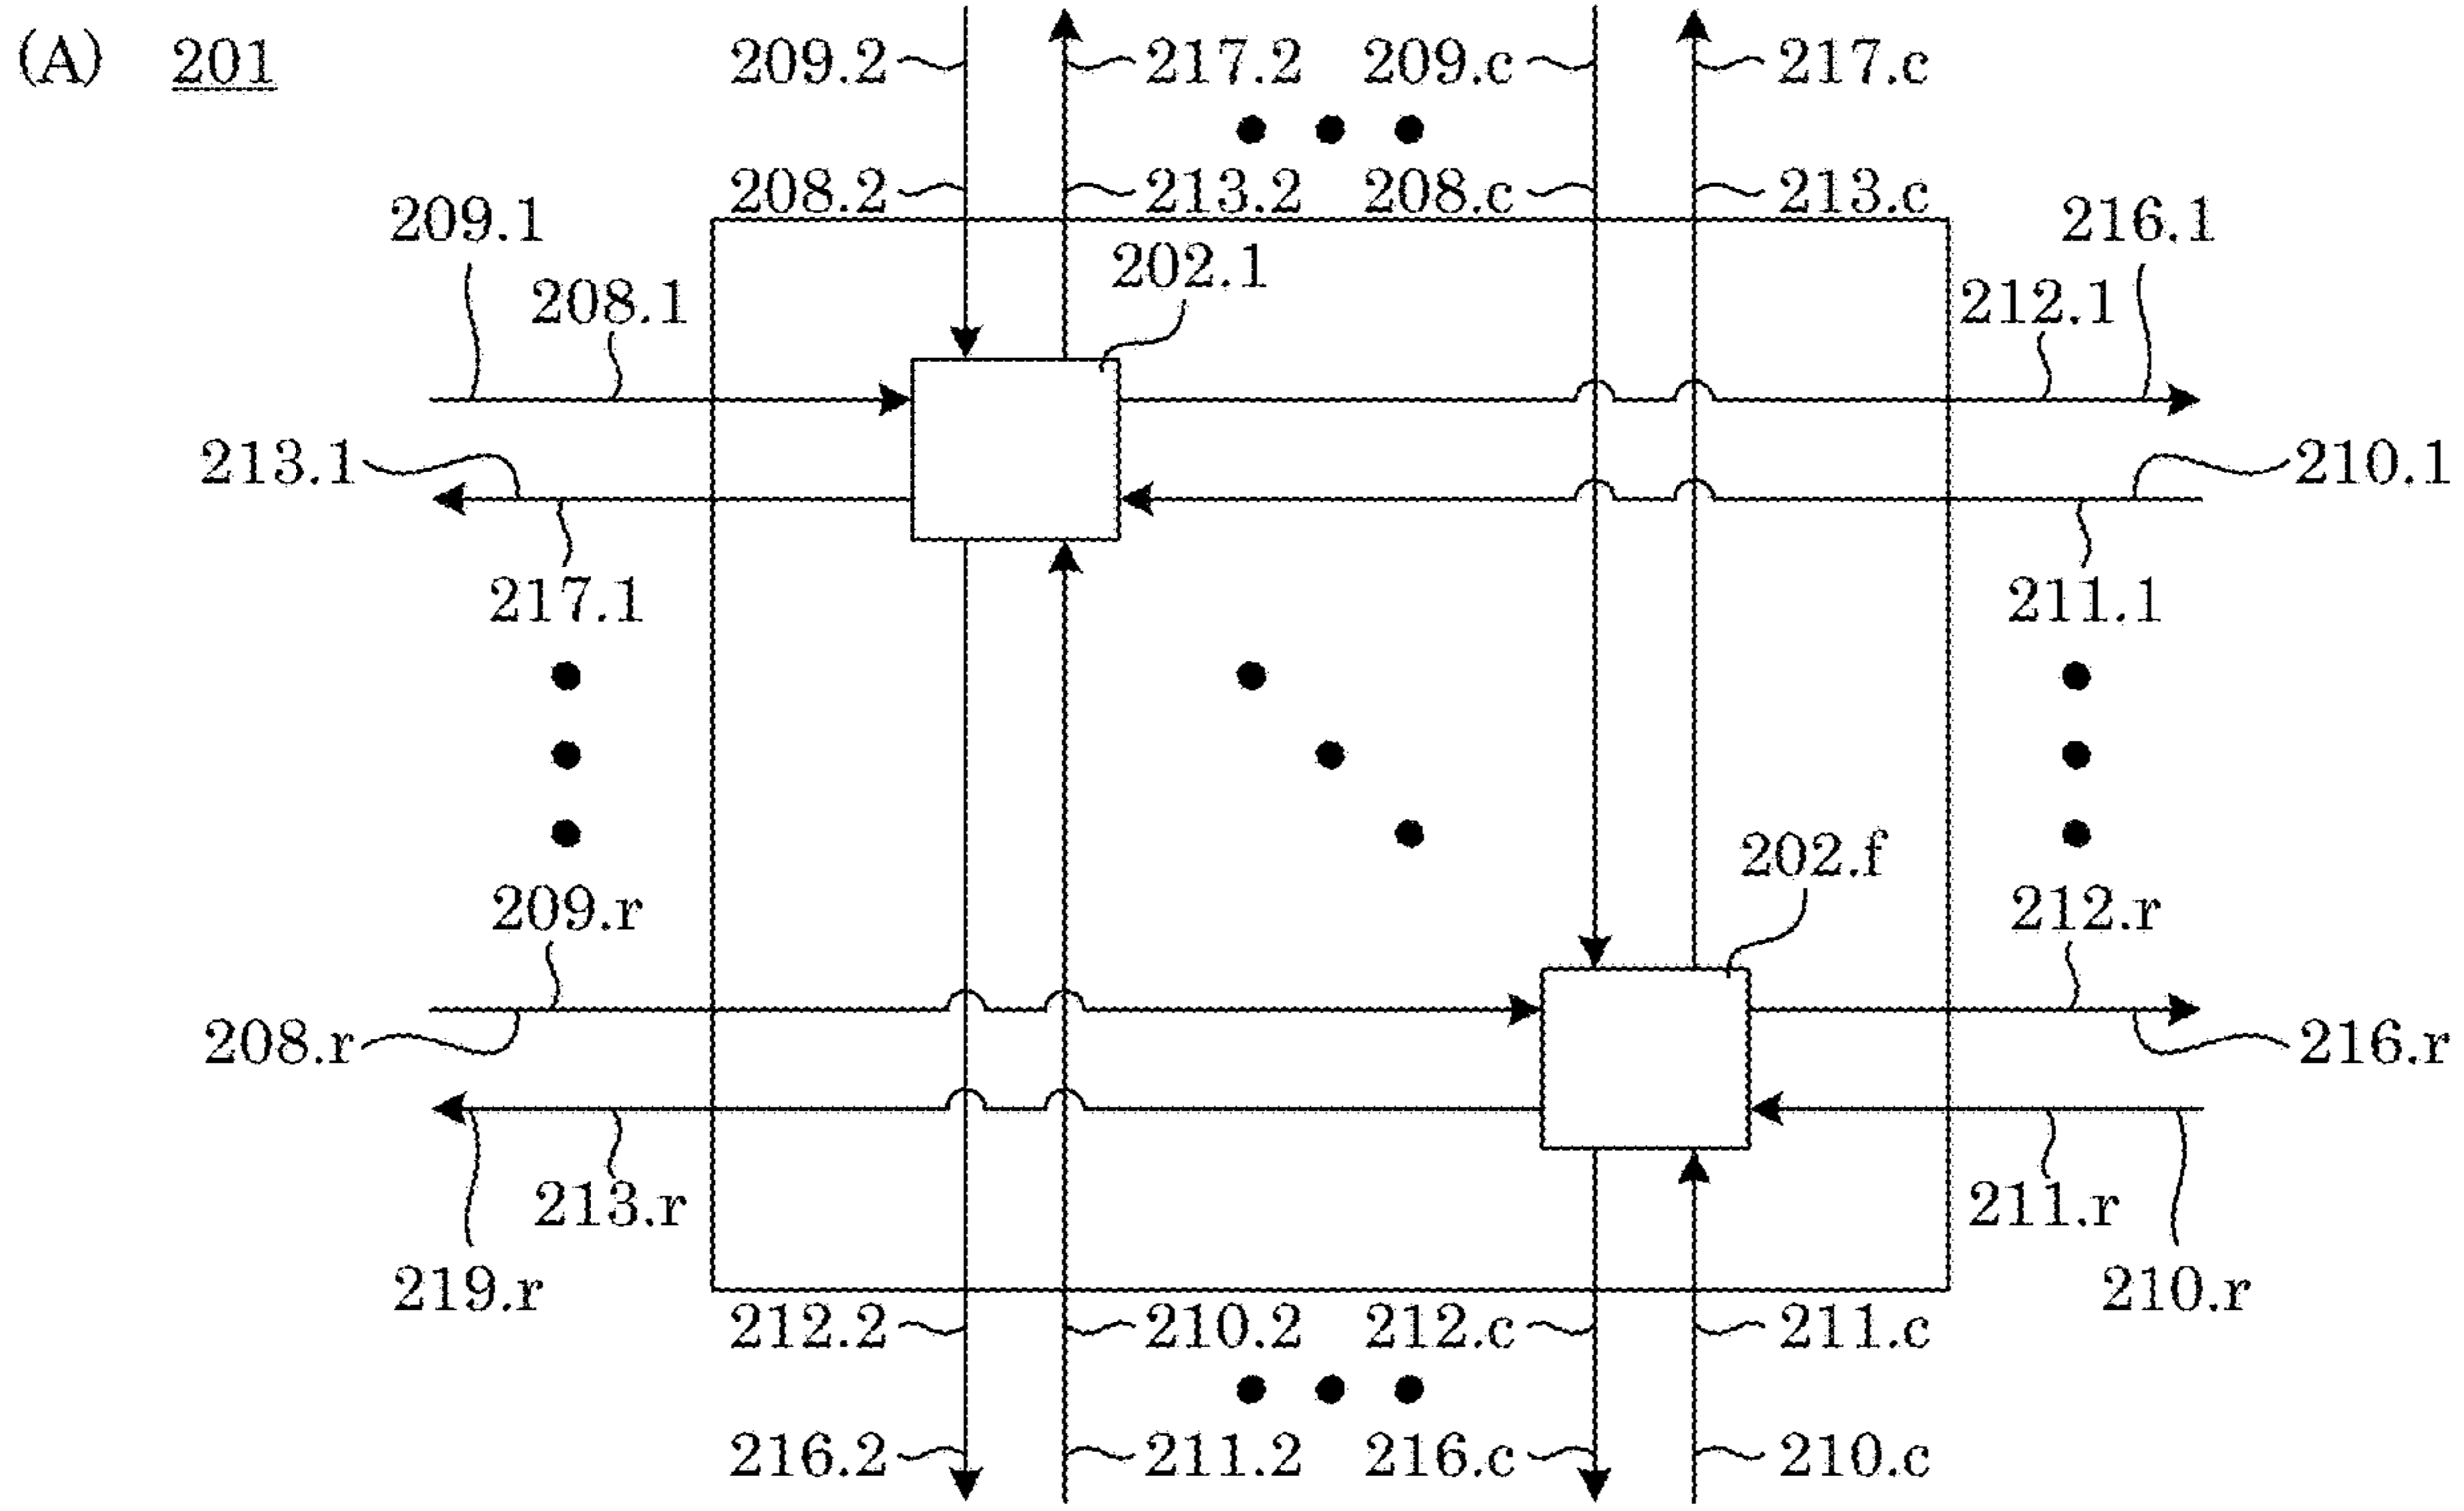 (A) 201
209.2 217.2 209.c 217.c
208.2 213.2 208.c 213.c
209.1 216.1
202.1
208.1 212.1
213.1 210.1
217.1 211.1
202.f
209.r 212.r
208.r 216.r
213.r 211.r
219.r 210.r
212.2 210.2 212.c 211.c
216.2 211.2 216.c 210.c